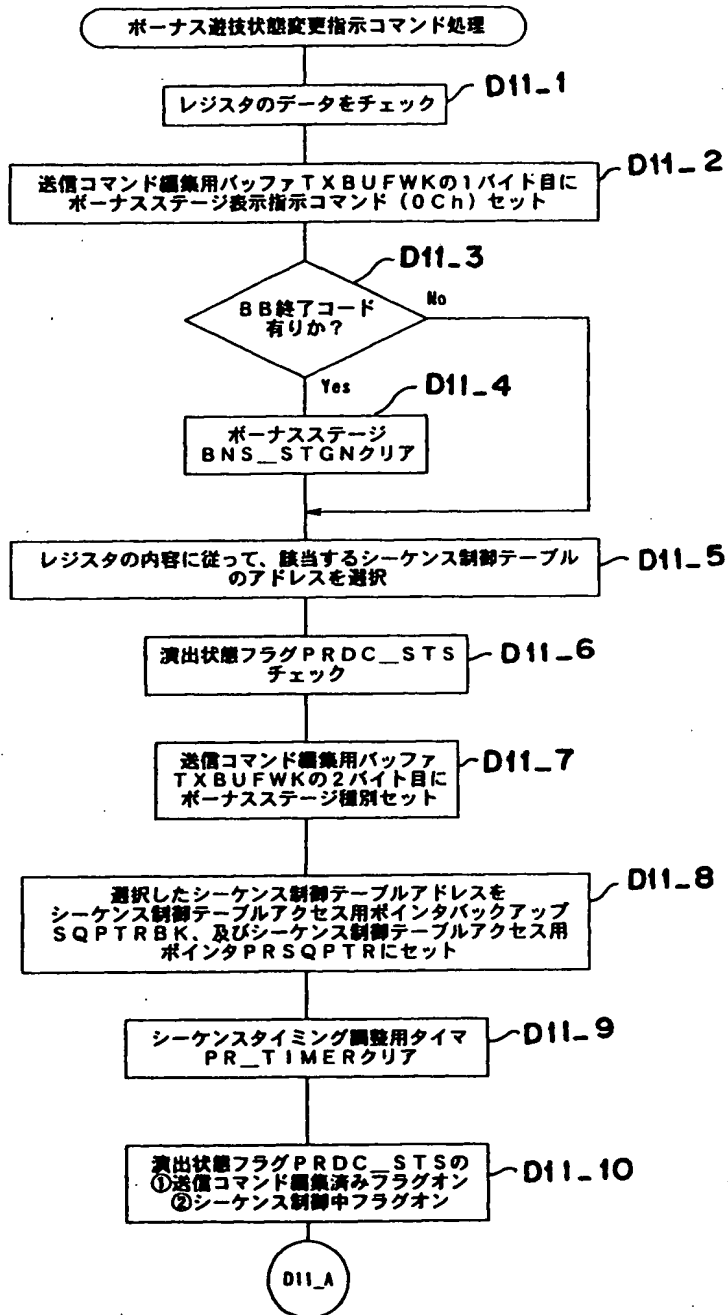 ボーナス遊技状態変更指示コマンド処理
レジスタのデータをチェック
D11_1
送信コマンド編集用バッファTXBUFWKの1バイド目に
ボーナスステージ表示指示コマンド(0Ch)セット
D11_2
BB終了コード
有りか?
D11_3
No
Yes
ボーナスステージ
BNS__STGNクリア
D11_4
レジスタの内容に従って、該当するシーケンス制御テーブル
のアドレスを選択
D11_5
演出状態フラグPRDC__STS
チェック
D11_6
送信コマンド編集用バッファ
TXBUFWKの2バイト目に
ボーナスステージ種別セット
D11_7
選択したシーケンス制御テーブルアドレスを
シーケンス制御テーブルアクセス用ポインタバックアップ
SQPTRBK、及びシーケンス制御テーブルアクセス用
ポインタPRSQPTRにセット
D11_8
シーケンスタイミング調整用タイマ
PR__TIMERクリア
D11_9
演出状態フラグPRDC__STSの
①送信コマンド編集済みフラグオン
②シーケンス制御中フラグオン
D11_10
D11_A